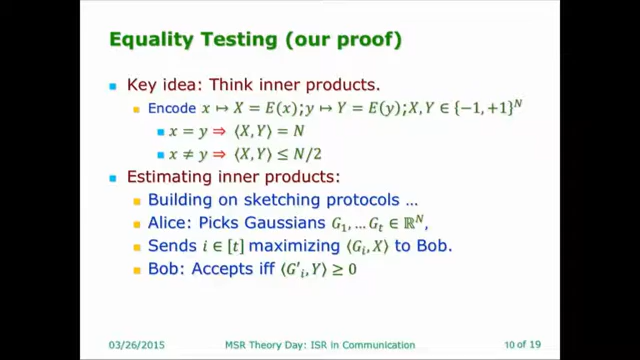 Equality Testing (our proof)
Key idea: Think inner products.
Encode x ↦ X = E(x); y ↦ Y = E(y); X, Y ∈ {−1, +1}^N
x = y ⇒ ⟨X, Y⟩ = N
x ≠ y ⇒ ⟨X, Y⟩ ≤ N/2
Estimating inner products:
Building on sketching protocols …
Alice: Picks Gaussians G_1, … G_t ∈ ℝ^N,
Sends i ∈ [t] maximizing ⟨G_i, X⟩ to Bob.
Bob: Accepts iff ⟨G′_i, Y⟩ ≥ 0
03/26/2015 MSR Theory Day: ISR in Communication 10 of 19